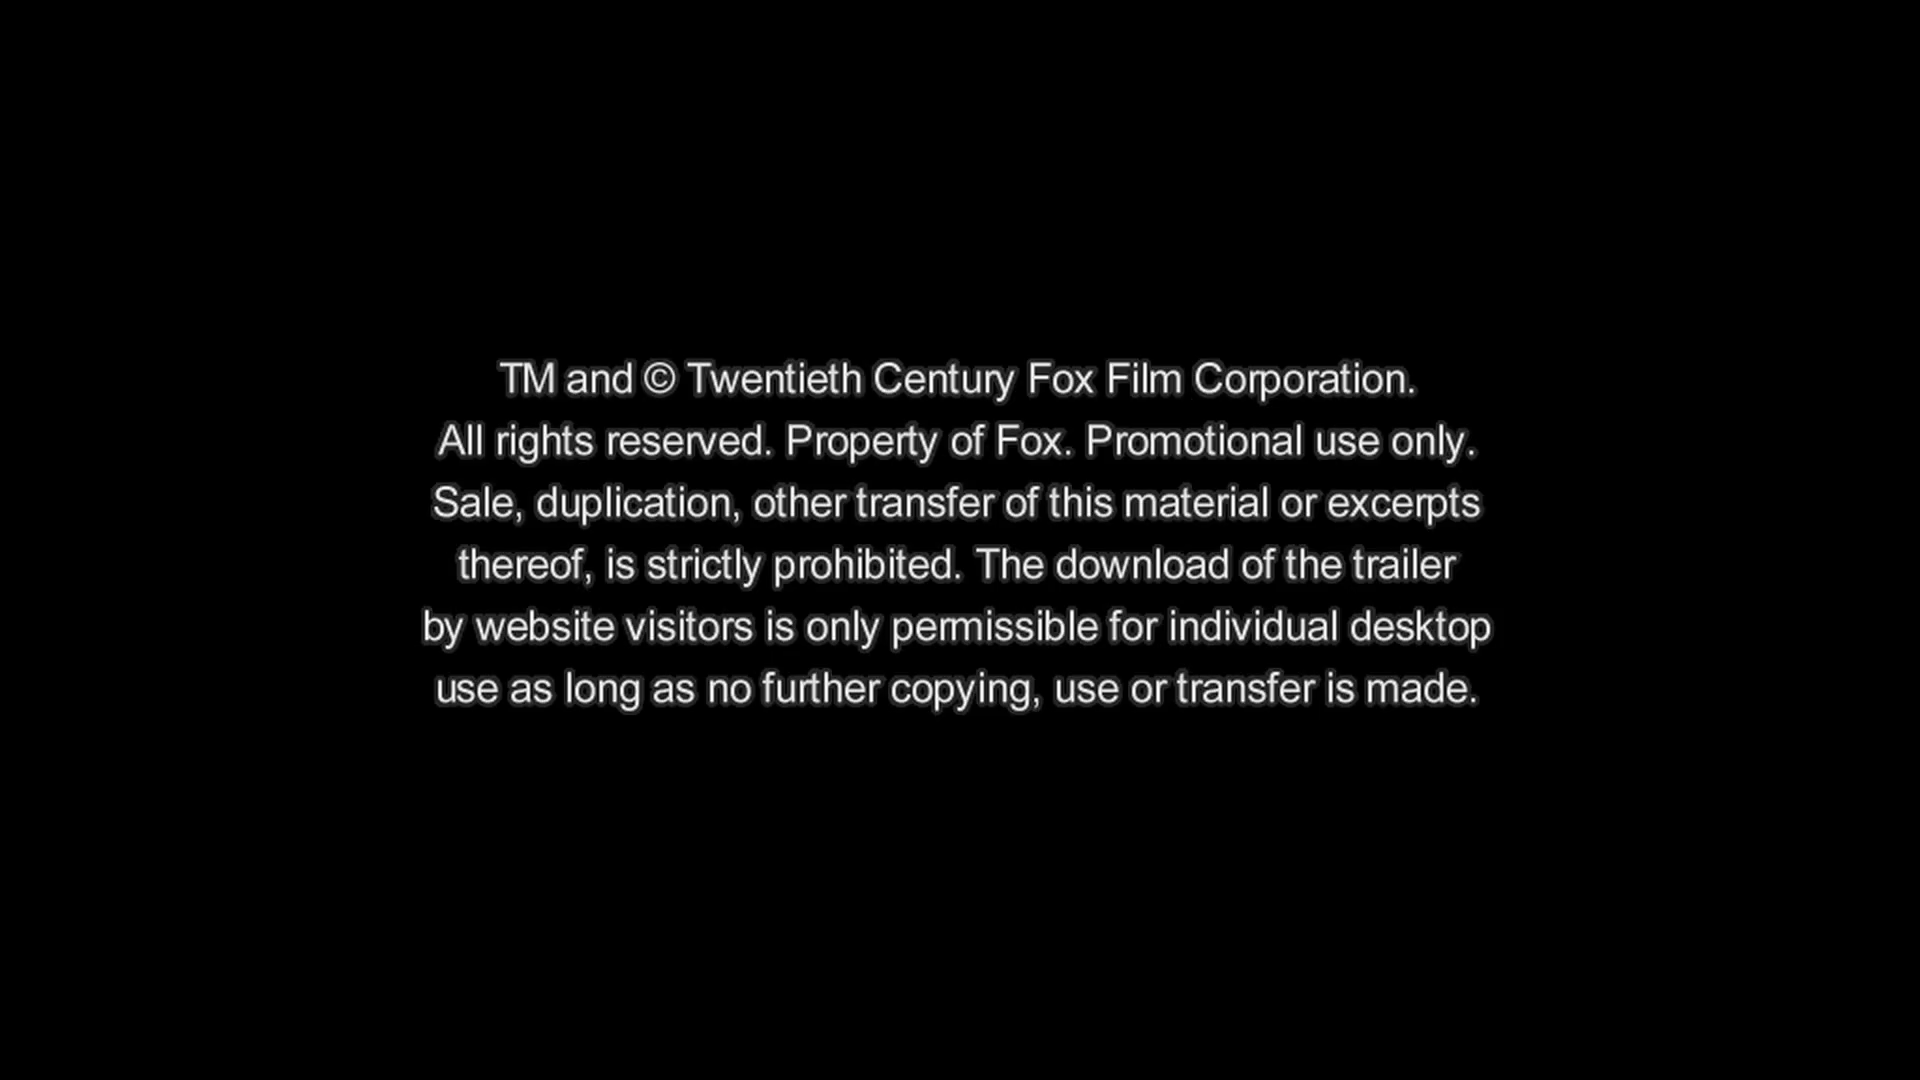 TM and © Twentieth Century Fox Film Corporation.
All rights reserved. Property of Fox. Promotional use only.
Sale, duplication, other transfer of this material or excerpts
thereof, is strictly prohibited. The download of the trailer
by website visitors is only permissible for individual desktop
use as long as no further copying, use or transfer is made.